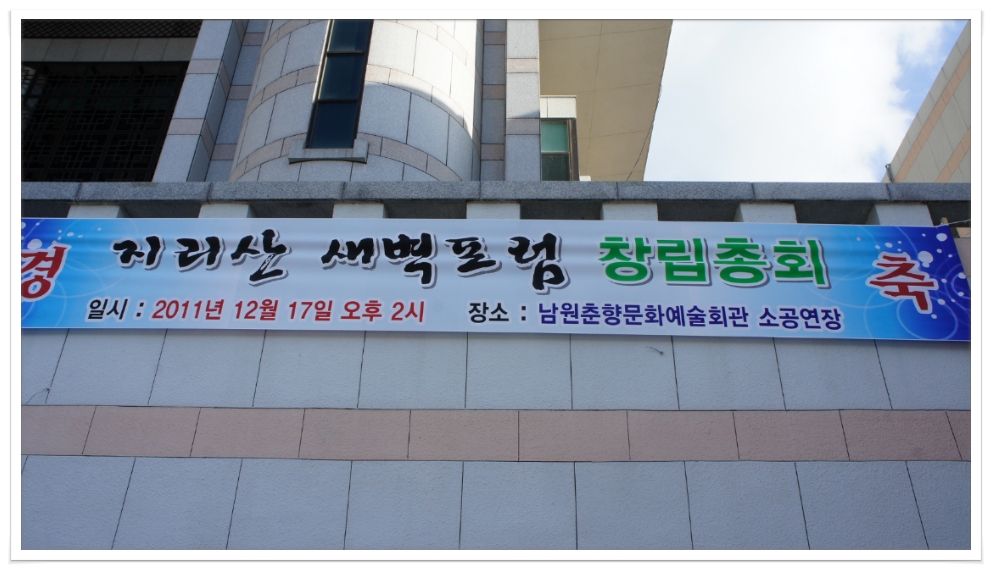 경 지리산 새벽포럼 창립총회 축
일시 : 2011년 12월 17일 오후 2시 장소 : 남원춘향문화예술회관 소공연장